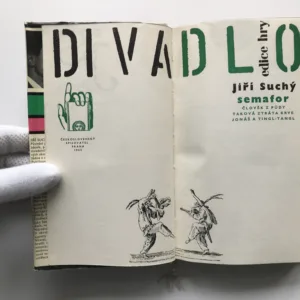 DIVADLO
edice hry
Jiří Suchý
semafor
ČLOVĚK Z PŮDY
TAKOVÁ ZTRÁTA KRVE
JONÁŠ A TINGL-TANGL
ČESKOSLOVENSKÝ
SPISOVATEL
PRAHA